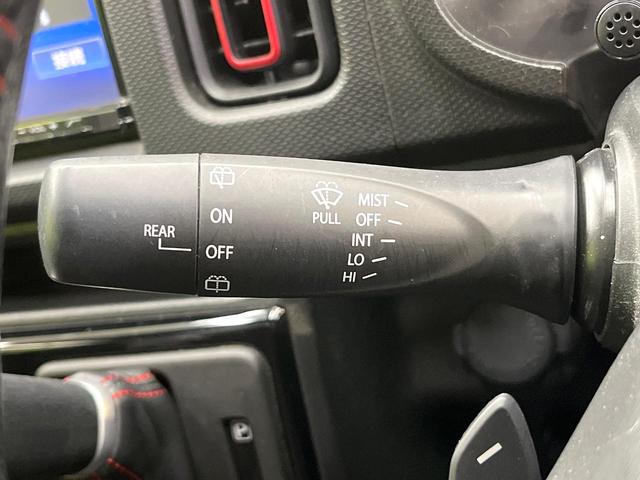 接続
REAR
ON
OFF
PULL
MIST
OFF
INT
LO
HI